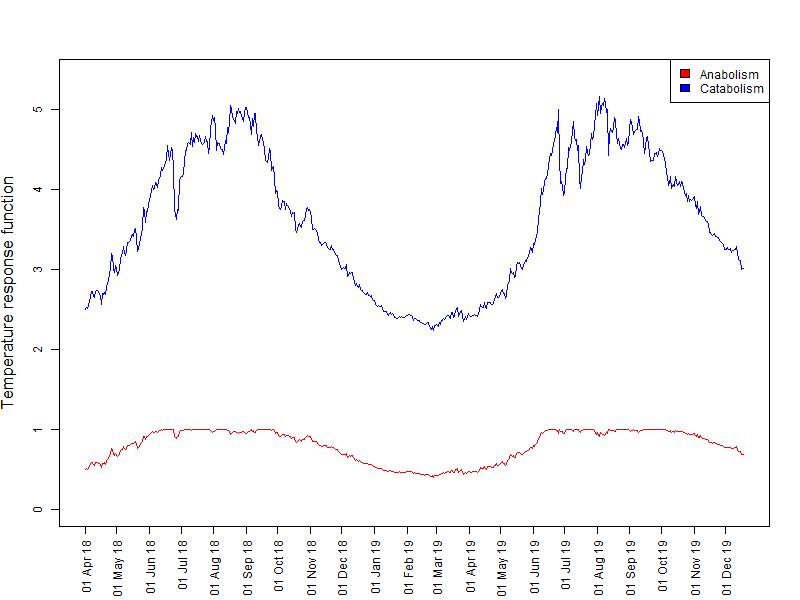 Anabolism
Catabolism
Temperature response function
5
4
3
2
1
0
01 Apr 18
01 May 18
01 Jun 18
01 Jul 18
01 Aug 18
01 Sep 18
01 Oct 18
01 Nov 18
01 Dec 18
01 Jan 19
01 Feb 19
01 Mar 19
01 Apr 19
01 May 19
01 Jun 19
01 Jul 19
01 Aug 19
01 Sep 19
01 Oct 19
01 Nov 19
01 Dec 19